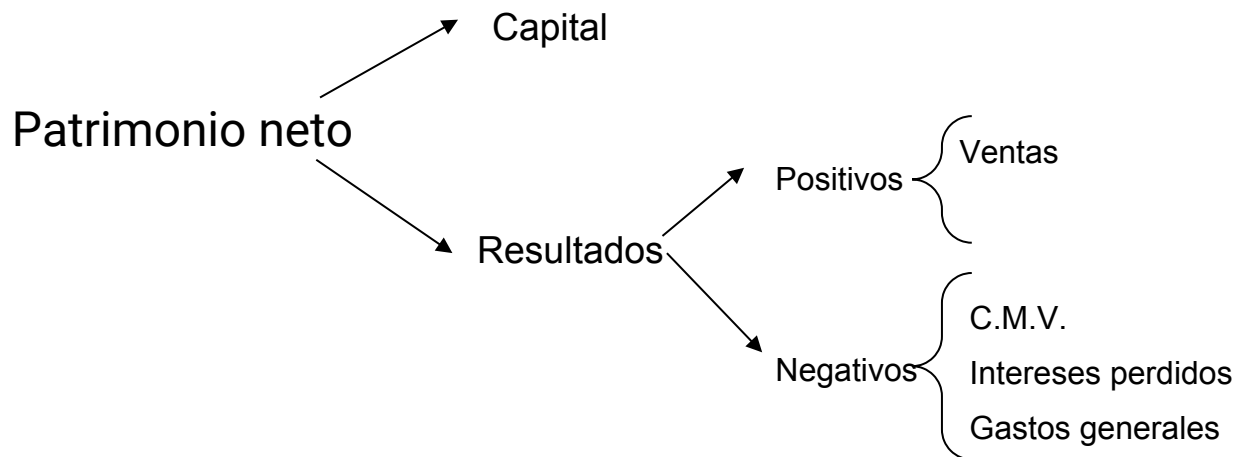 Capital
Patrimonio neto
Ventas
Positivos
Resultados
C.M.V.
Negativos
Intereses perdidos
Gastos generales